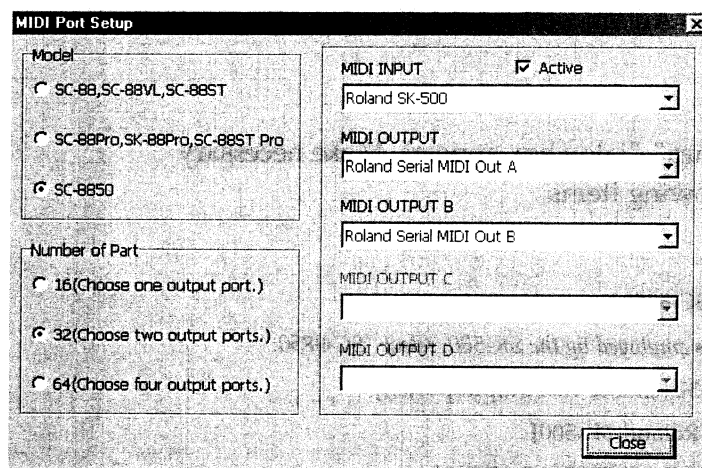 MIDI Port Setup
Model
SC-88,SC-88VL,SC-88ST
SC-88Pro,SK-88Pro,SC-88ST Pro
SC-8850
Number of Part
16(Choose one output port.)
32(Choose two output ports.)
64(Choose four output ports.)
MIDI INPUT
Active
Roland SK-500
MIDI OUTPUT
Roland Serial MIDI Out A
MIDI OUTPUT B
Roland Serial MIDI Out B
MIDI OUTPUT C
MIDI OUTPUT D
Close